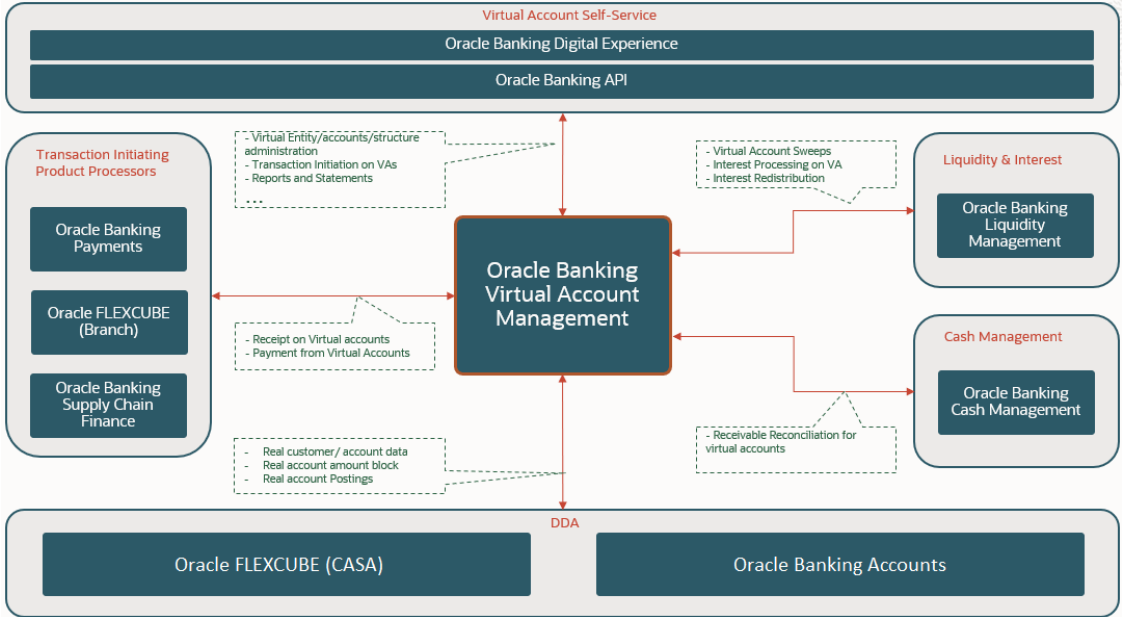 Virtual Account Self-Service
Oracle Banking Digital Experience
Oracle Banking API
- Virtual Entity/accounts/structure
administration
- Transaction Initiation on VAs
- Reports and Statements
...
- Virtual Account Sweeps
- Interest Processing on VA
- Interest Redistribution
Transaction Initiating
Product Processors
Oracle Banking
Payments
Oracle FLEXCUBE
(Branch)
Oracle Banking
Supply Chain
Finance
Liquidity & Interest
Oracle Banking
Liquidity
Management
Oracle Banking
Virtual Account
Management
- Receipt on Virtual accounts
- Payment from Virtual Accounts
Cash Management
Oracle Banking
Cash Management
- Real customer/ account data
- Real account amount block
- Real account Postings
- Receivable Reconciliation for
virtual accounts
DDA
Oracle FLEXCUBE (CASA)
Oracle Banking Accounts